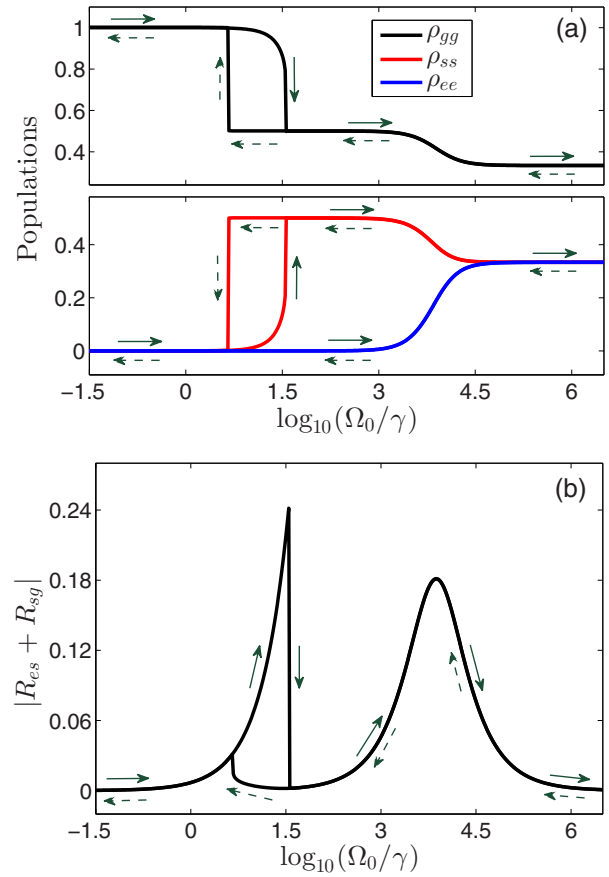 (a)
1
0.8
0.6
0.4
ρgg
ρss
ρee
Populations
0.4
0.2
0
−1.5 0 1.5 3 4.5 6
log10(Ω0/γ)
(b)
0.24
0.18
0.12
0.06
0
|Res + Rsg|
−1.5 0 1.5 3 4.5 6
log10(Ω0/γ)